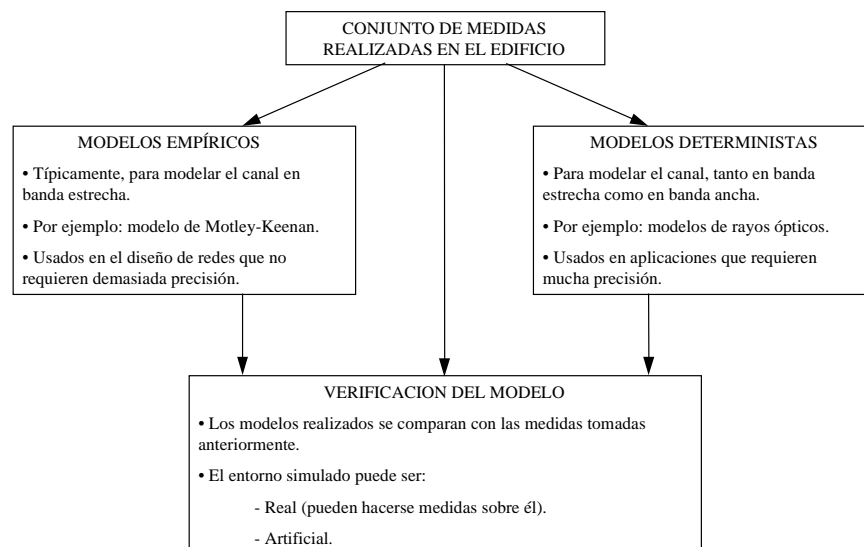 CONJUNTO DE MEDIDAS
REALIZADAS EN EL EDIFICIO
MODELOS EMPÍRICOS
• Típicamente, para modelar el canal en
banda estrecha.
• Por ejemplo: modelo de Motley-Keenan.
• Usados en el diseño de redes que no
requieren demasiada precisión.
MODELOS DETERMINISTAS
• Para modelar el canal, tanto en banda
estrecha como en banda ancha.
• Por ejemplo: modelos de rayos ópticos.
• Usados en aplicaciones que requieren
mucha precisión.
VERIFICACION DEL MODELO
• Los modelos realizados se comparan con las medidas tomadas
anteriormente.
• El entorno simulado puede ser:
- Real (pueden hacerse medidas sobre él).
- Artificial.